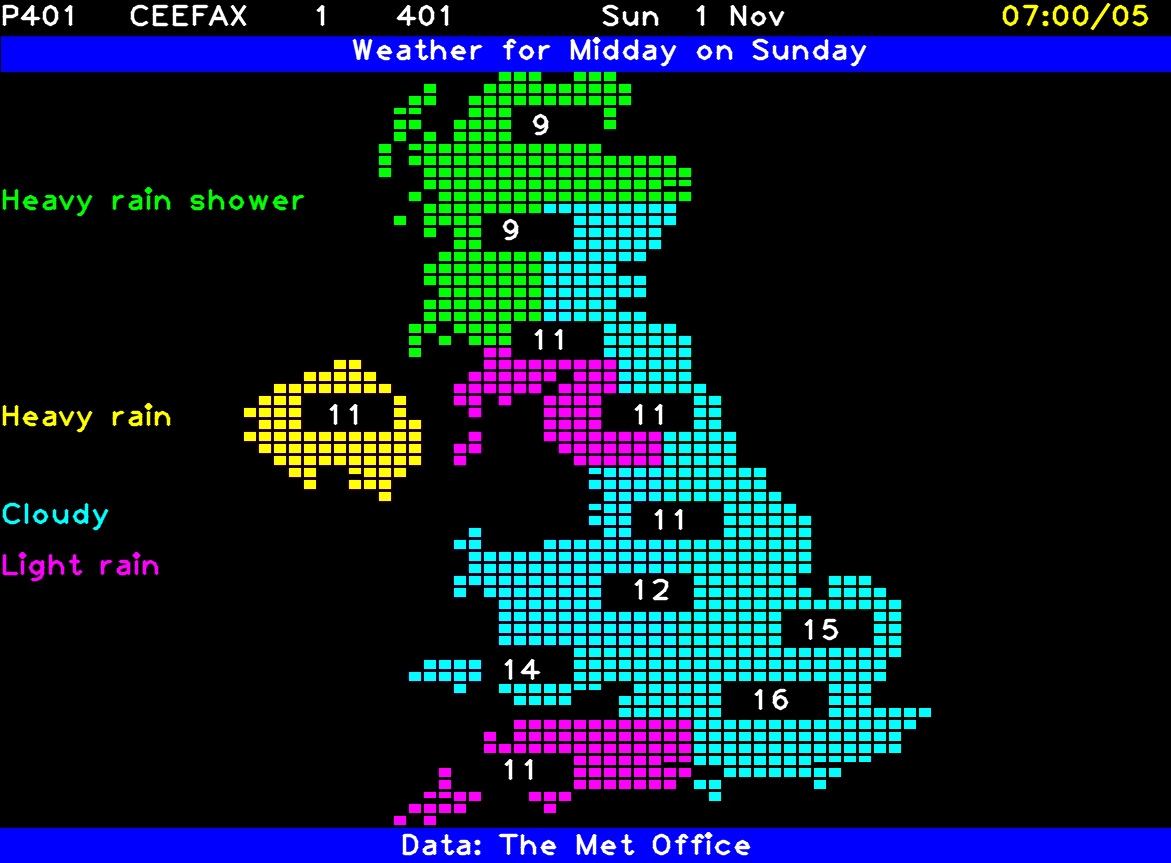 P401 CEEFAX 1 401 Sun 1 Nov 07:00/05
Weather for Midday on Sunday
9
Heavy rain shower
9
11
Heavy rain 11 11
Cloudy 11
Light rain
12
15
14
16
11
Data: The Met Office